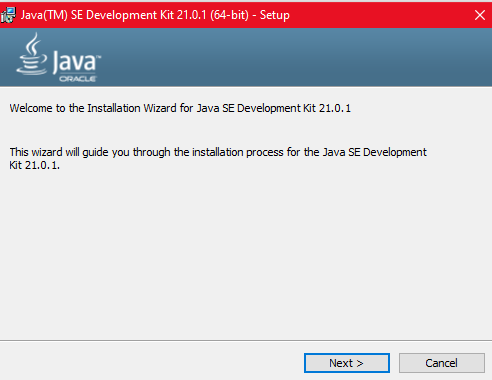 Java(TM) SE Development Kit 21.0.1 (64-bit) - Setup
Java™
ORACLE
Welcome to the Installation Wizard for Java SE Development Kit 21.0.1
This wizard will guide you through the installation process for the Java SE Development
Kit 21.0.1.
Next >
Cancel